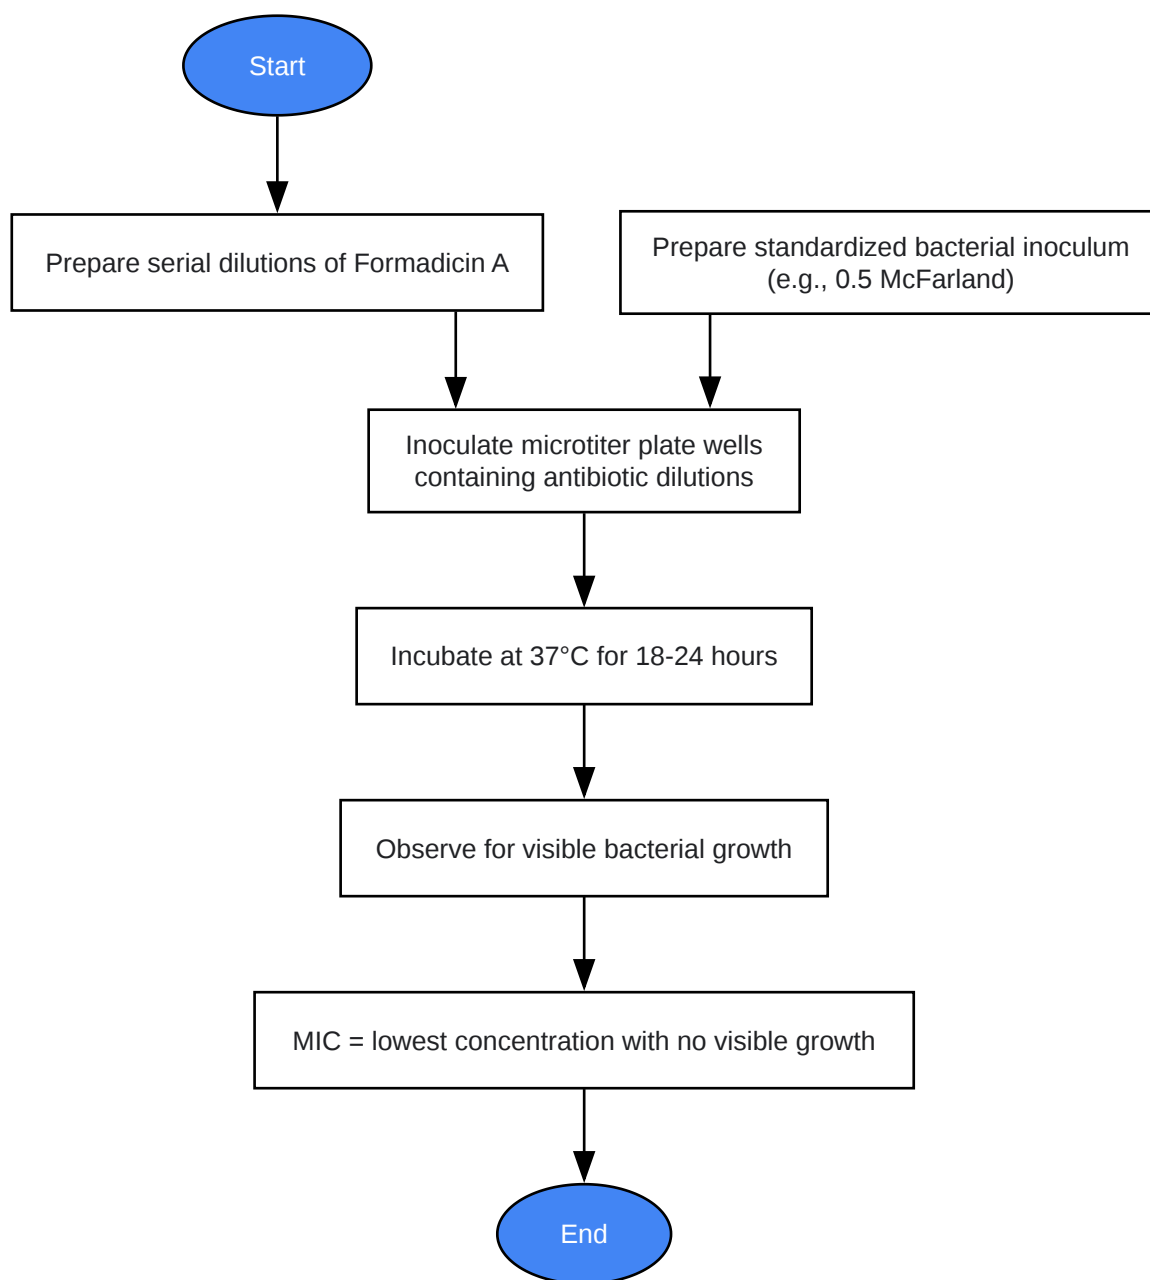 Start
Prepare serial dilutions of Formadicin A
Prepare standardized bacterial inoculum
(e.g., 0.5 McFarland)
Inoculate microtiter plate wells
containing antibiotic dilutions
Incubate at 37°C for 18-24 hours
Observe for visible bacterial growth
MIC = lowest concentration with no visible growth
End